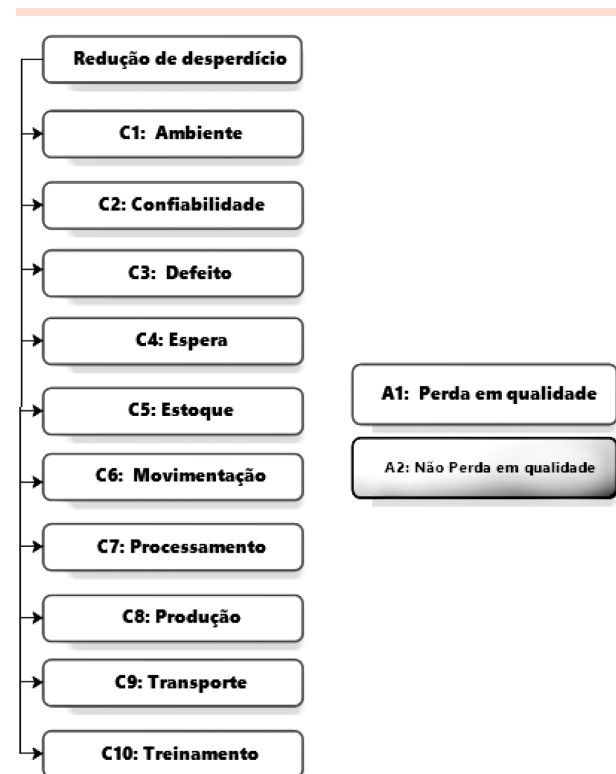 Redução de desperdício
C1: Ambiente
C2: Confiabilidade
C3: Defeito
C4: Espera
C5: Estoque
C6: Movimentação
C7: Processamento
C8: Produção
C9: Transporte
C10: Treinamento
A1: Perda em qualidade
A2: Não Perda em qualidade